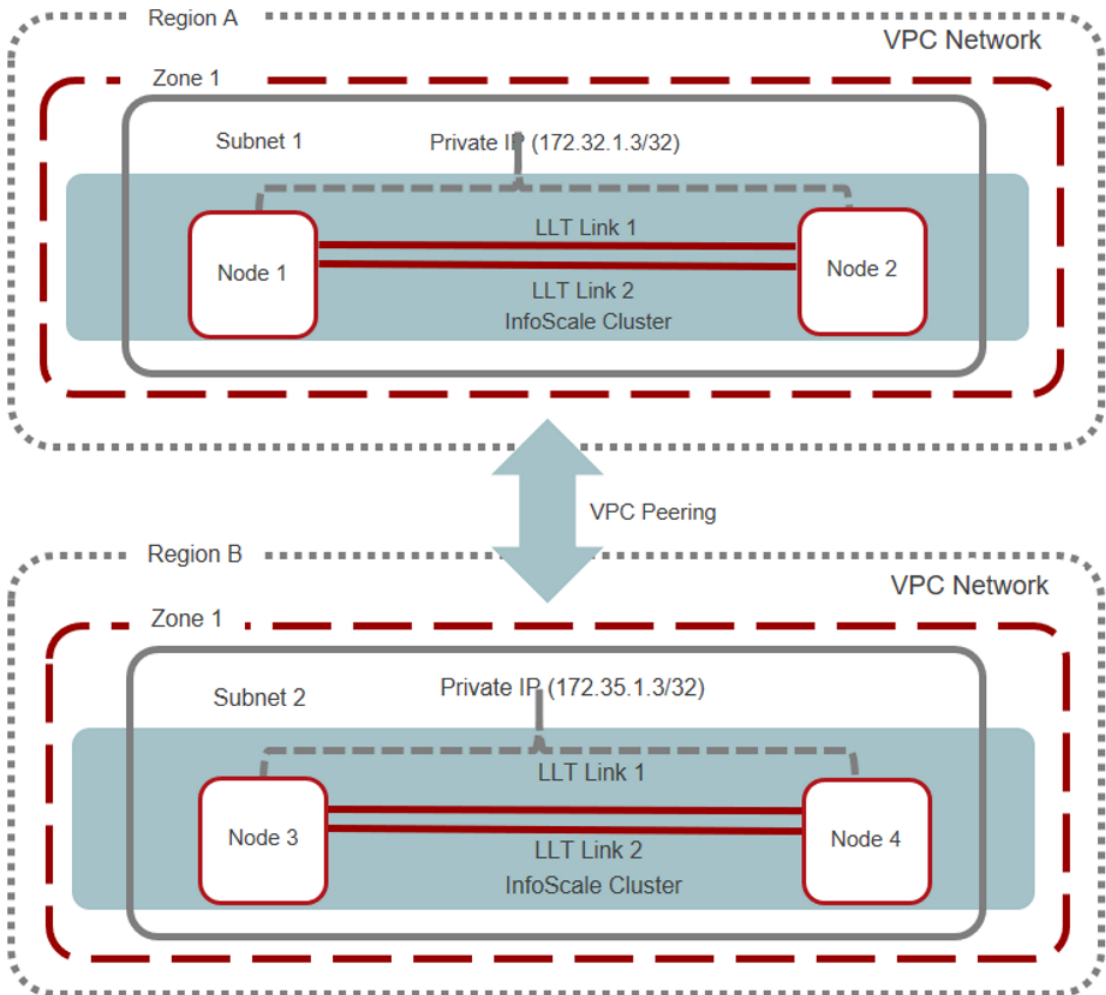 Region A
VPC Network
Zone 1
Subnet 1
Private IP (172.32.1.3/32)
LLT Link 1
Node 1
Node 2
LLT Link 2
InfoScale Cluster
VPC Peering
Region B
VPC Network
Zone 1
Subnet 2
Private IP (172.35.1.3/32)
LLT Link 1
Node 3
Node 4
LLT Link 2
InfoScale Cluster